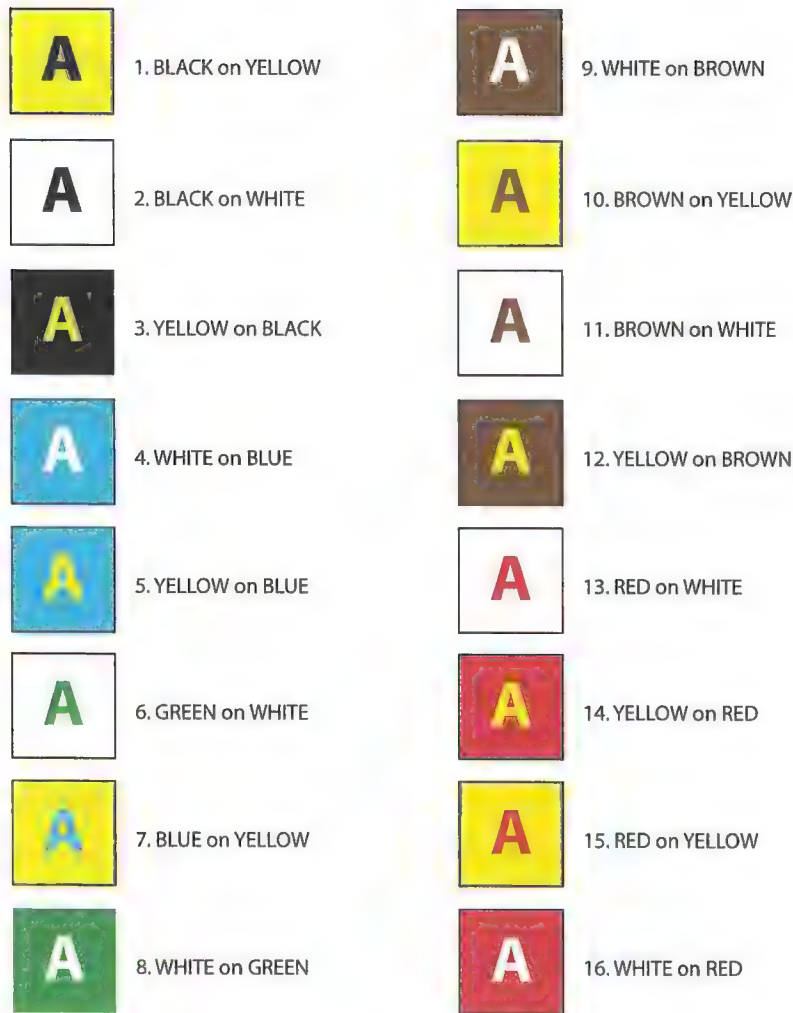 A
1. BLACK on YELLOW
A
2. BLACK on WHITE
A
3. YELLOW on BLACK
A
4. WHITE on BLUE
A
5. YELLOW on BLUE
A
6. GREEN on WHITE
A
7. BLUE on YELLOW
A
8. WHITE on GREEN
A
9. WHITE on BROWN
A
10. BROWN on YELLOW
A
11. BROWN on WHITE
A
12. YELLOW on BROWN
A
13. RED on WHITE
A
14. YELLOW on RED
A
15. RED on YELLOW
A
16. WHITE on RED